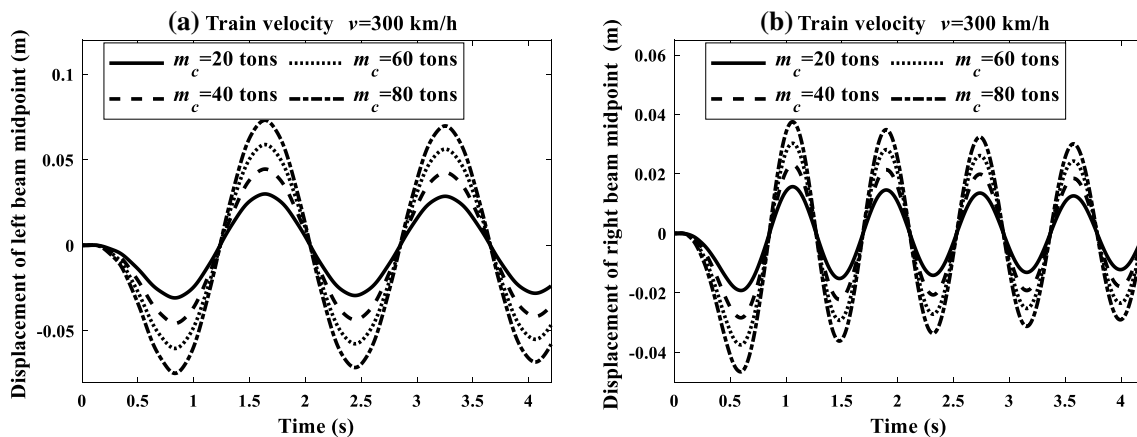 (a) Train velocity v=300 km/h
m_c=20 tons m_c=60 tons
m_c=40 tons m_c=80 tons
Displacement of left beam midpoint (m)
0.1
0.05
0
-0.05
0 0.5 1 1.5 2 2.5 3 3.5 4
Time (s)
(b) Train velocity v=300 km/h
m_c=20 tons m_c=60 tons
m_c=40 tons m_c=80 tons
Displacement of right beam midpoint (m)
0.06
0.04
0.02
0
-0.02
-0.04
0 0.5 1 1.5 2 2.5 3 3.5 4
Time (s)